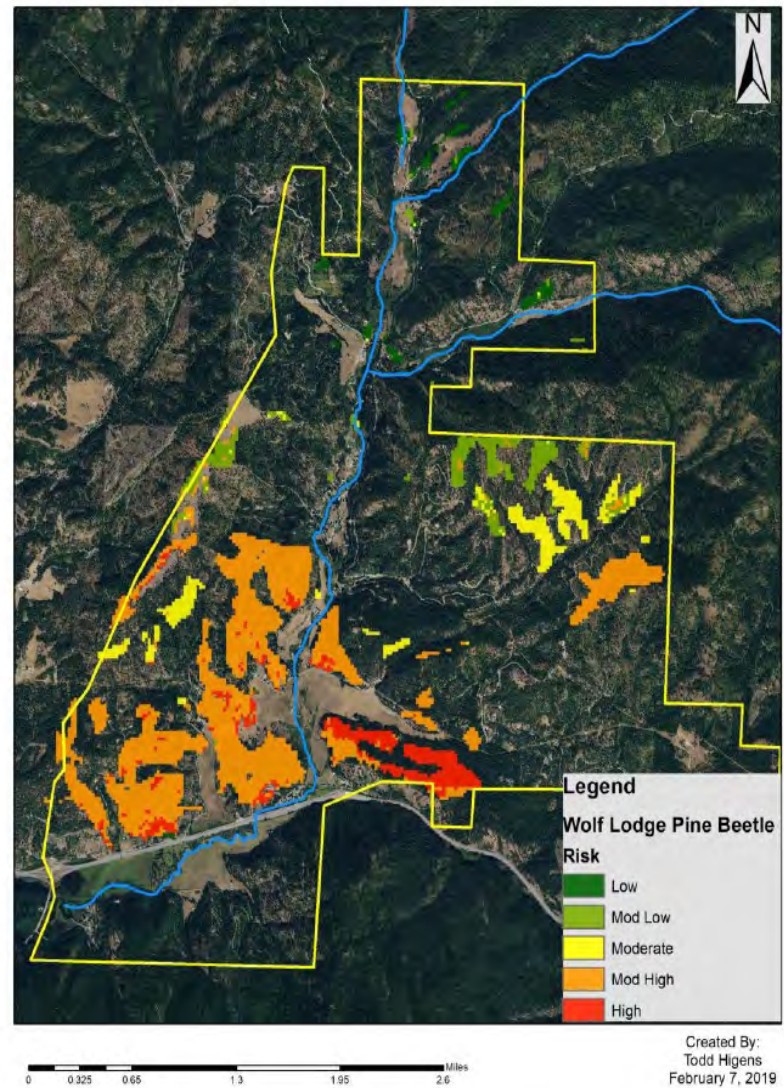 N
Legend
Wolf Lodge Pine Beetle
Risk
Low
Mod Low
Moderate
Mod High
High
Miles
0 0.325 0.65 1.3 1.95 2.6
Created By:
Todd Higens
February 7, 2019